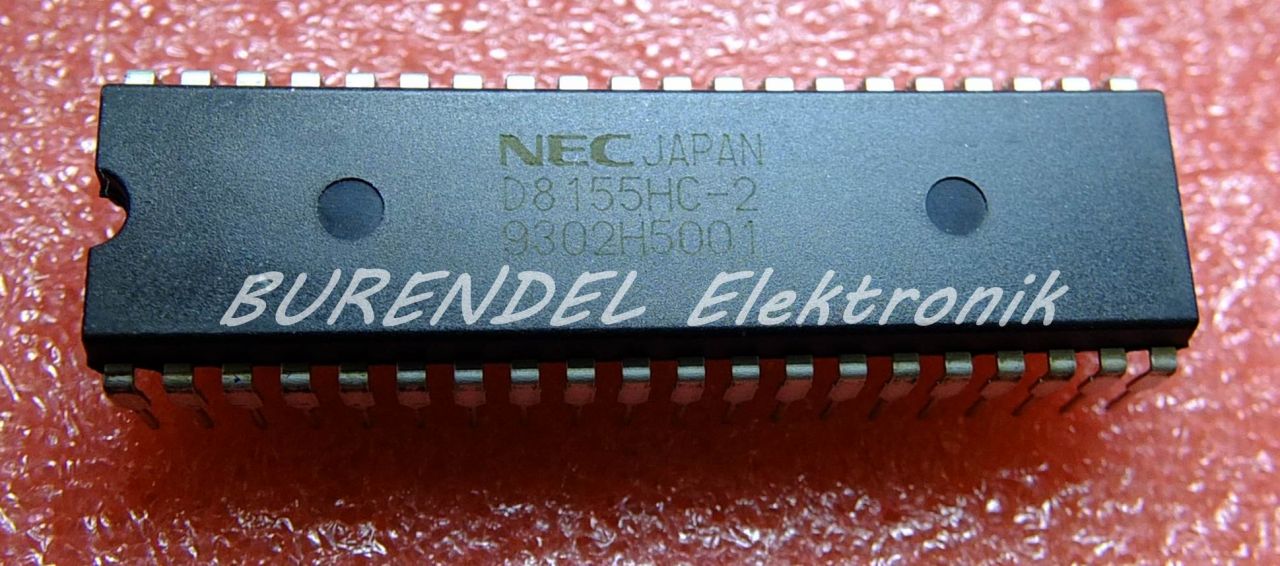 NEC JAPAN
D8155HC-2
9302H5001
BURENDEL Elektronik